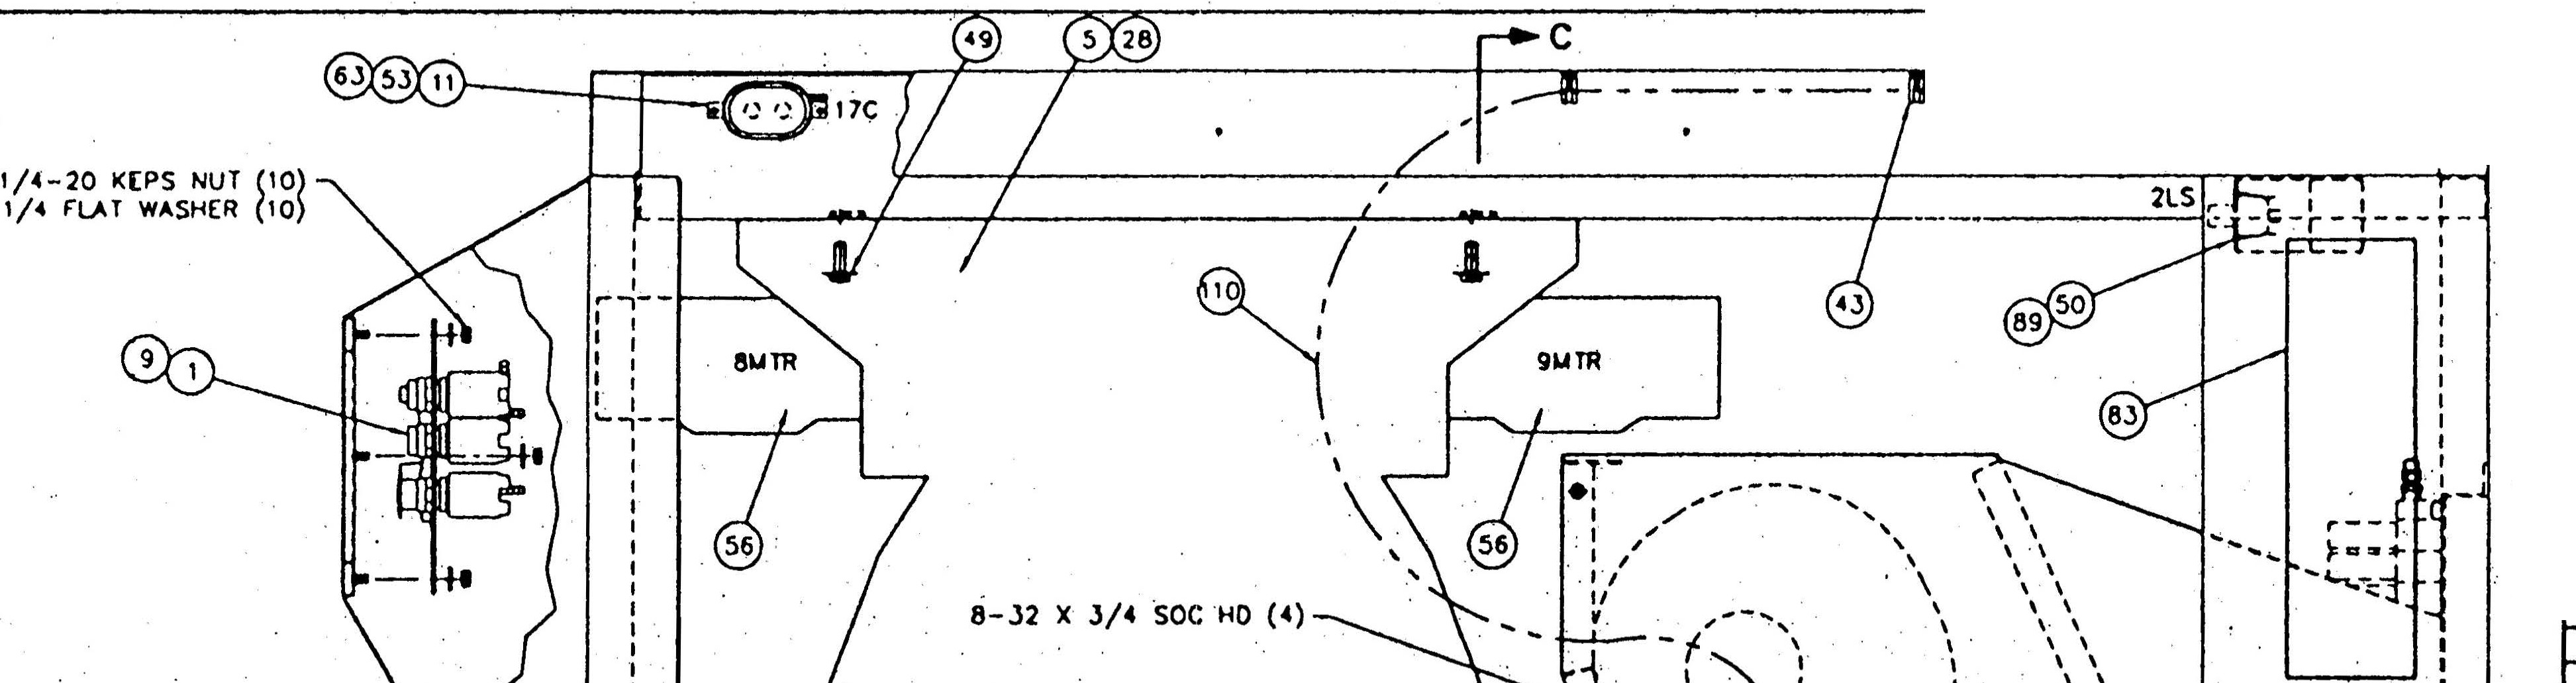 49
5 28
C
63 53 11
17C
1/4-20 KEPS NUT (10)
1/4 FLAT WASHER (10)
2LS
110
43
89 50
9 1
8MTR
9MTR
83
56
56
8-32 X 3/4 SOC HD (4)